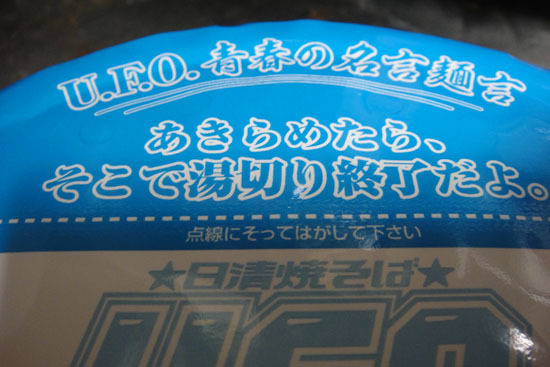 U.F.O.青春の名言麺言
あきらめたら、
そこで湯切り終了だよ。
点線にそってはがして下さい
★日清焼そば★
UFO